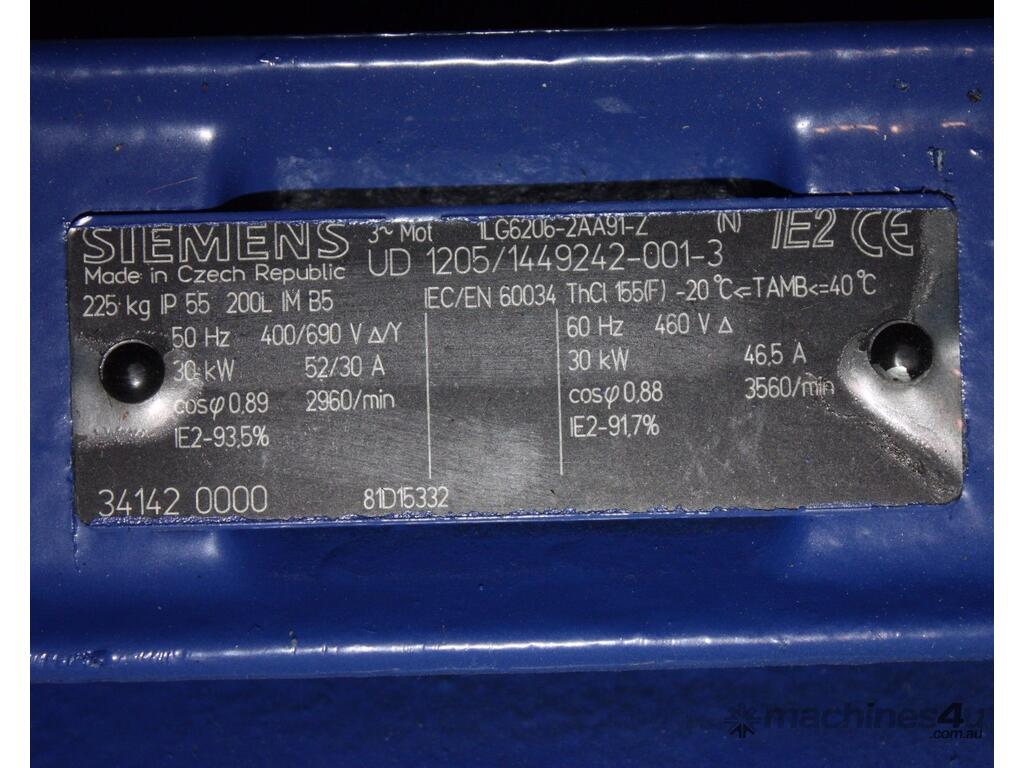 SIEMENS 3~ Mot 1LG6206-2AA91-Z (N) IE2 CE
Made in Czech Republic UD 1205/1449242-001-3
225 kg IP 55 200L IM B5 IEC/EN 60034 ThCl 155(F) -20°C<=TAMB<=40°C
50 Hz 400/690 V Δ/Y 60 Hz 460 V Δ
30 kW 52/30 A 30 kW 46,5 A
cosφ 0,89 2960/min cosφ 0,88 3560/min
IE2-93,5% IE2-91,7%
34142 0000 81D15332
machines4u
.com.au